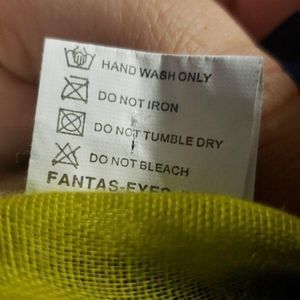 HAND WASH ONLY
DO NOT IRON
DO NOT TUMBLE DRY
DO NOT BLEACH
FANTAS-EYES